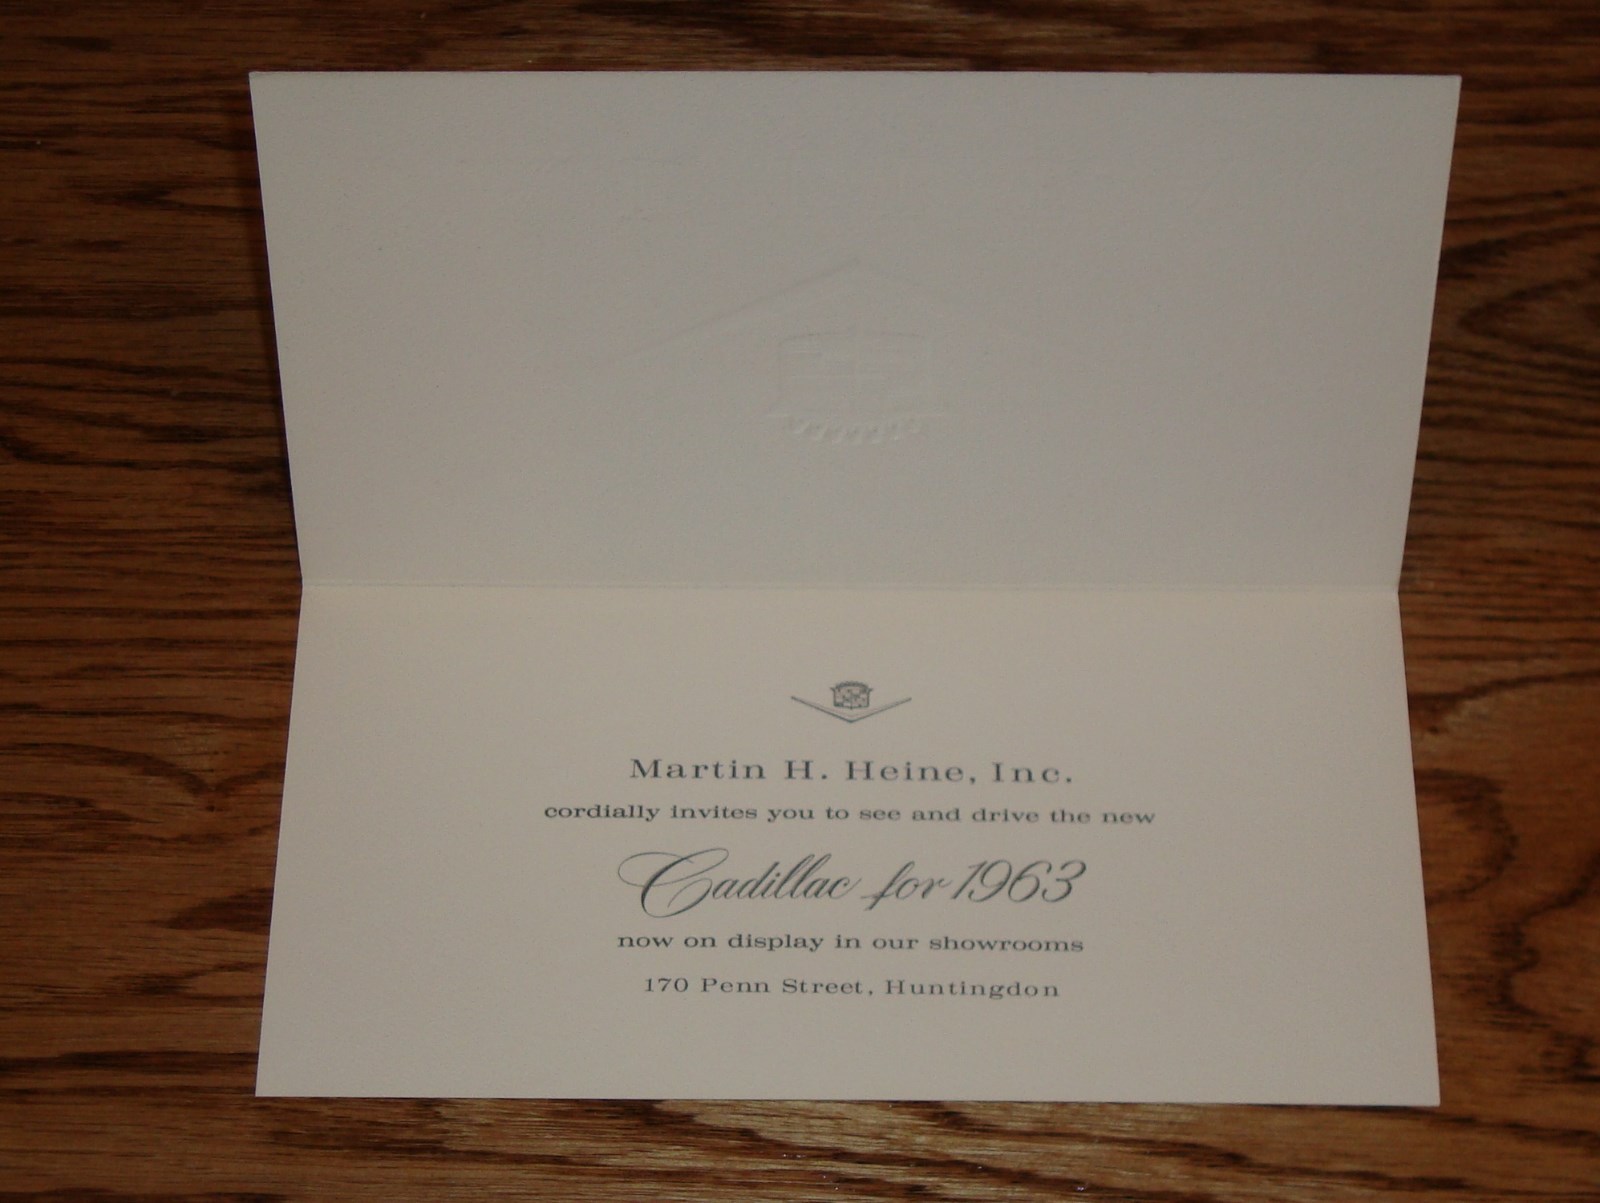 Martin H. Heine, Inc.
cordially invites you to see and drive the new
Cadillac for 1963
now on display in our showrooms
170 Penn Street, Huntingdon